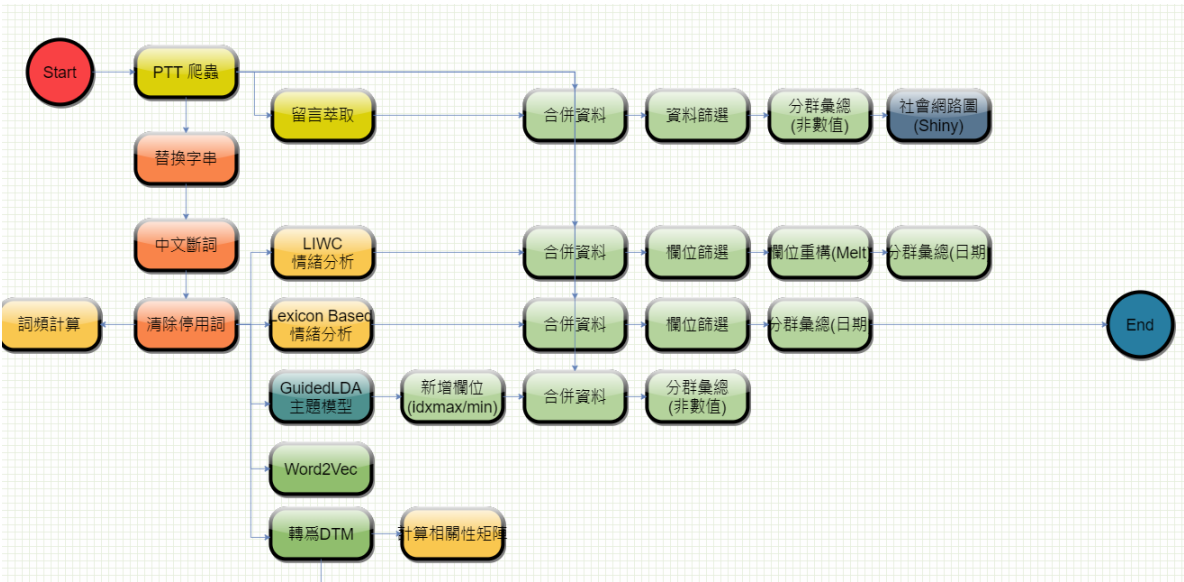 Start
PTT 爬蟲
留言萃取
合併資料
資料篩選
分群彙總
(非數值)
社會網路圖
(Shiny)
替換字串
中文斷詞
LIWC
情緒分析
合併資料
欄位篩選
欄位重構(Melt
分群彙總(日期
詞頻計算
清除停用詞
Lexicon Based
情緒分析
合併資料
欄位篩選
分群彙總(日期
End
GuidedLDA
主題模型
新增欄位
(idxmax/min)
合併資料
分群彙總
(非數值)
Word2Vec
轉爲DTM
計算相關性矩陣